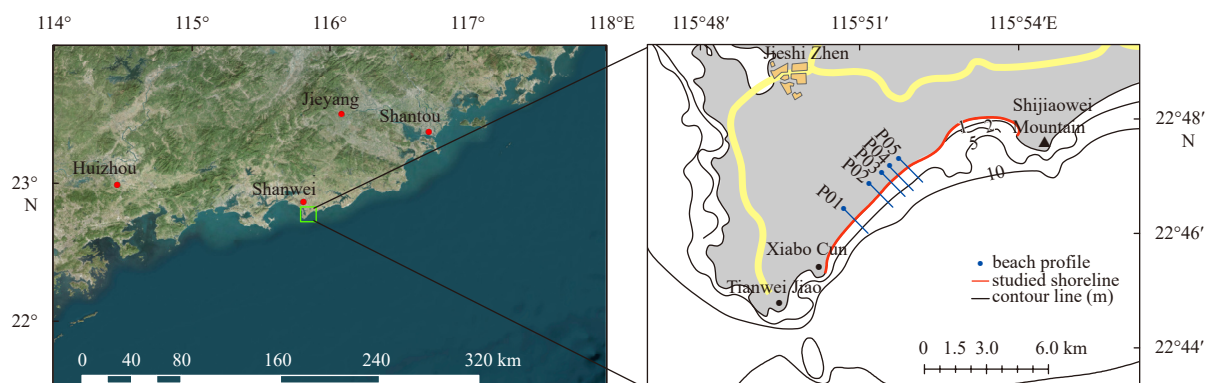 114°
115°
116°
117°
118°E
22°
23°
N
Jieyang
Shantou
Huizhou
Shanwei
0 40 80 160 240 320 km
115°48′
115°51′
115°54′E
22°48′
N
22°46′
22°44′
Jieshi Zhen
Shijiaowei
Mountam
P05
P04
P03
P02
P01
2
5
10
Xiabo Cun
Tianwei Jiao
beach profile
studied shoreline
contour line (m)
0 1.5 3.0 6.0 km